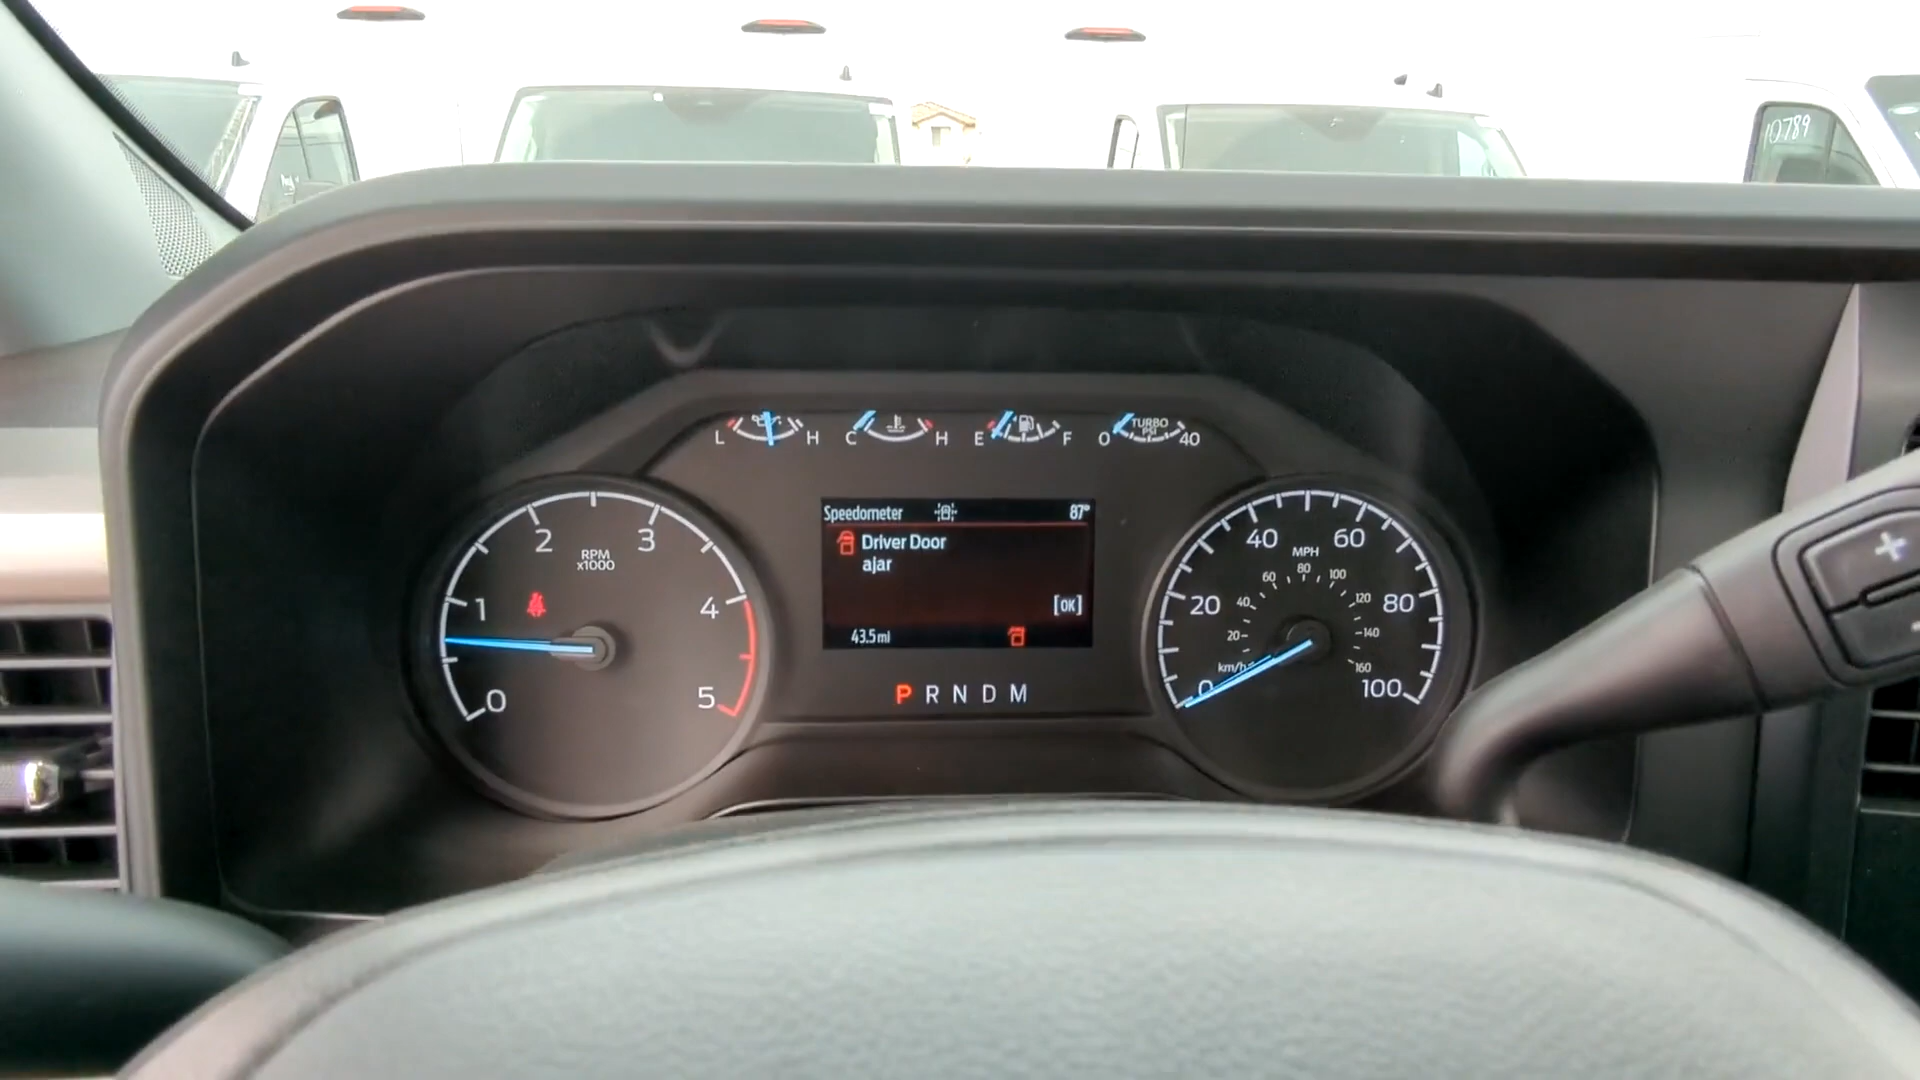 10789
L H C H E F 0 TURBO PSI 40
Speedometer 87°
Driver Door
ajar
[OK]
43.5 mi
P R N D M
0 1 2 3 4 5
RPM
x1000
0 20 40 60 80 100
MPH
km/h 20 40 60 80 100 120 140 160
+